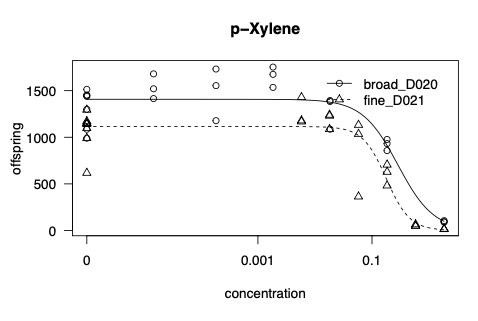 p-Xylene
offspring
1500
1000
500
0
broad_D020
fine_D021
0
0.001
0.1
concentration